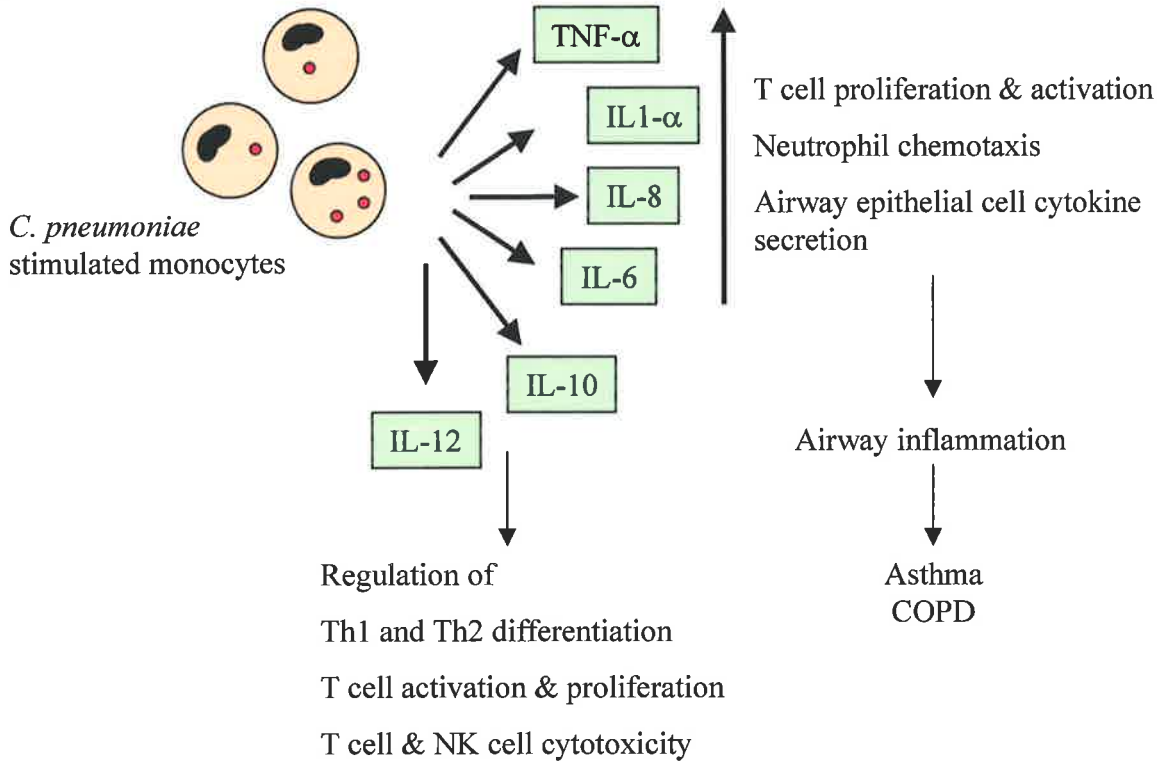 TNF-α
IL1-α
IL-8
IL-6
IL-10
IL-12
C. pneumoniae
stimulated monocytes
T cell proliferation & activation
Neutrophil chemotaxis
Airway epithelial cell cytokine
secretion
Airway inflammation
Asthma
COPD
Regulation of
Th1 and Th2 differentiation
T cell activation & proliferation
T cell & NK cell cytotoxicity